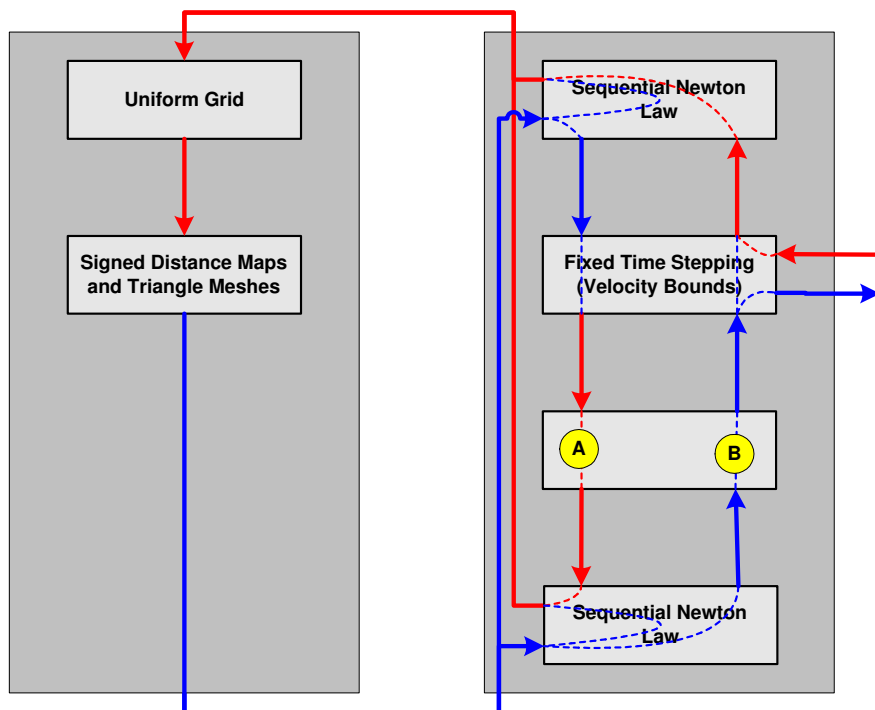 Uniform Grid
Signed Distance Maps
and Triangle Meshes
Sequential Newton
Law
Fixed Time Stepping
(Velocity Bounds)
A
B
Sequential Newton
Law